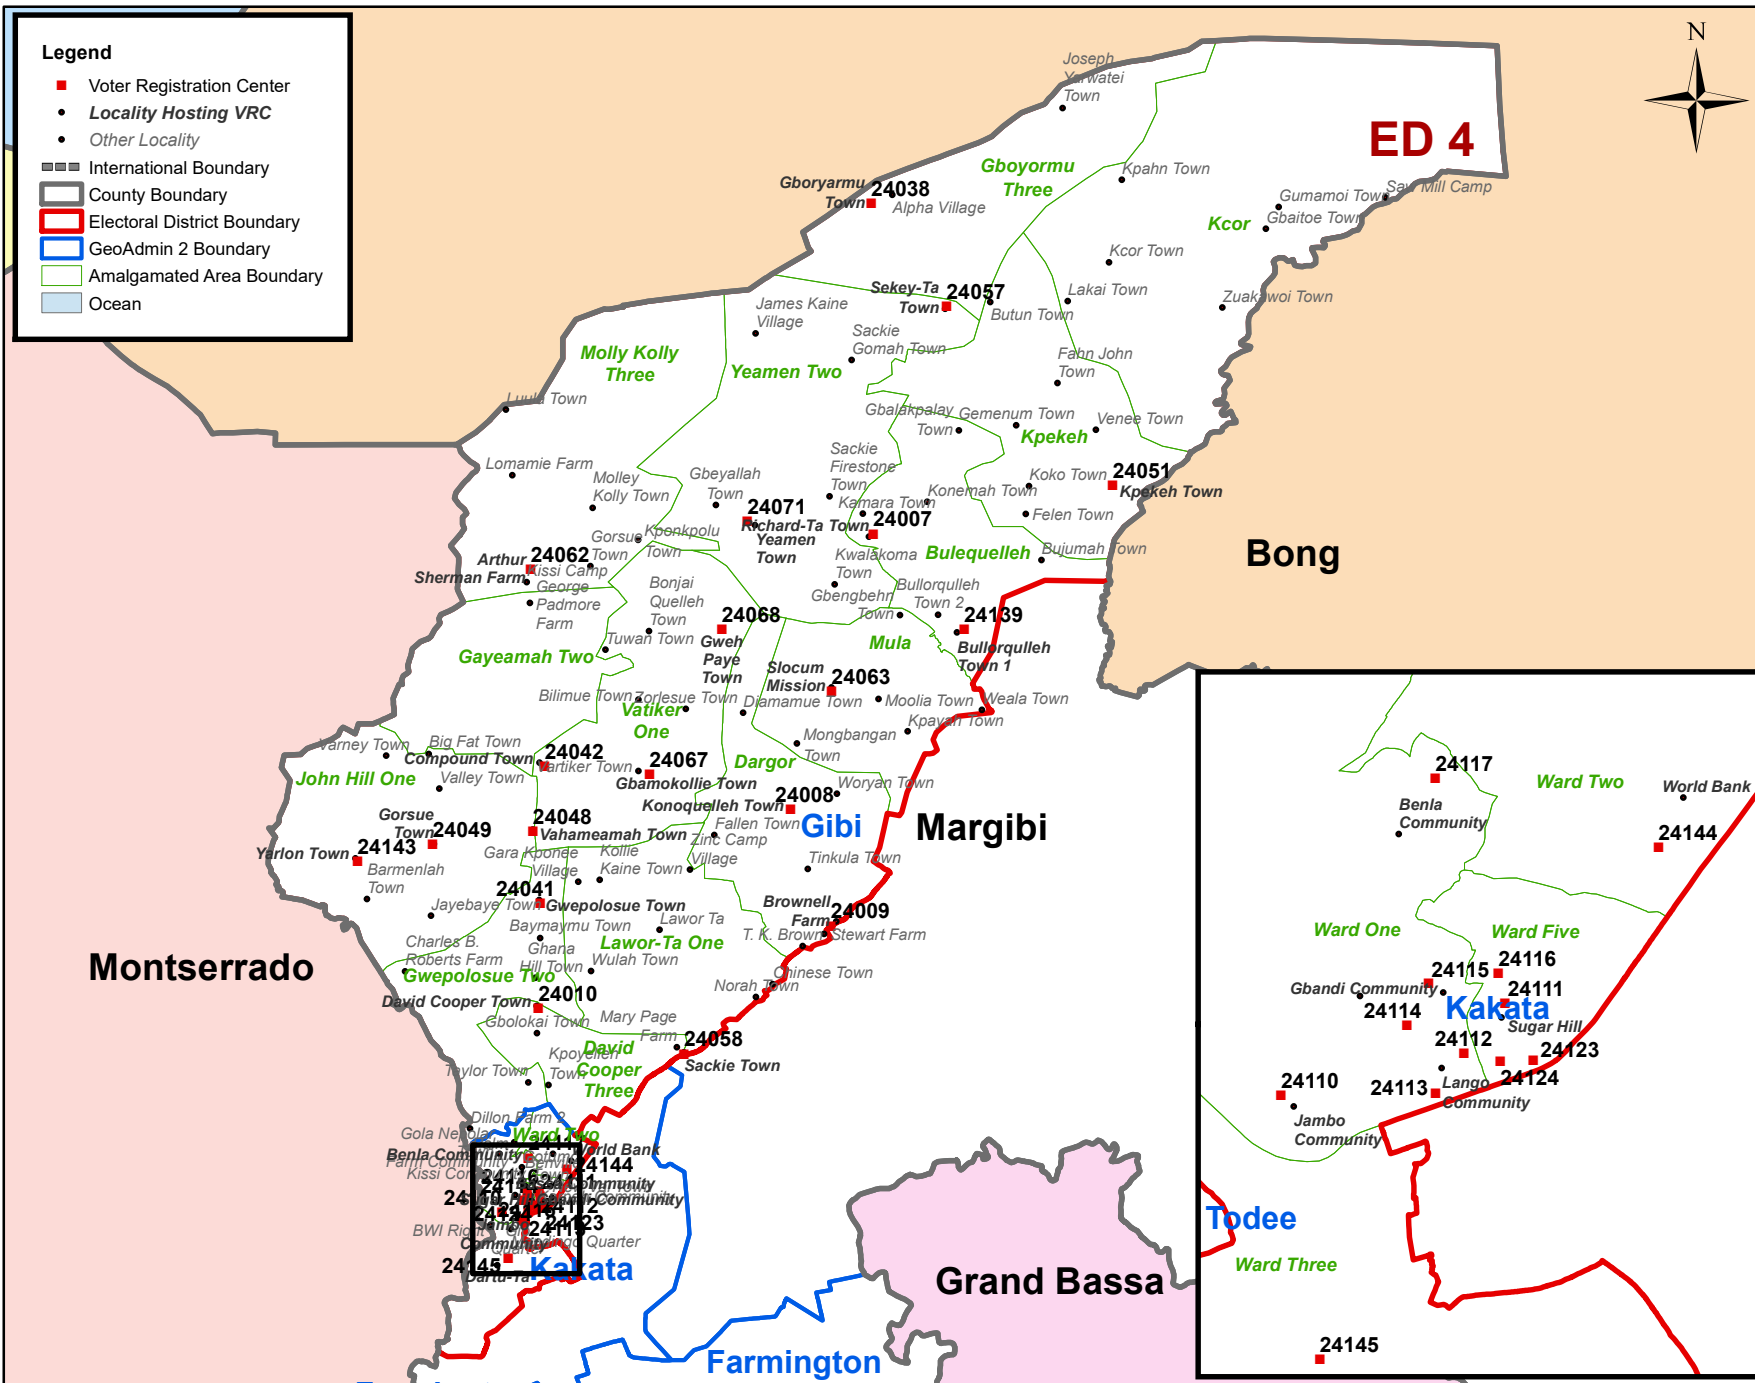 Legend
Voter Registration Center
Locality Hosting VRC
Other Locality
International Boundary
County Boundary
Electoral District Boundary
GeoAdmin 2 Boundary
Amalgamated Area Boundary
Ocean
N
ED 4
Joseph
Yarwatei
Town
Gboyormu
Three
Kpahn Town
Gboryarmu
Town
24038
Alpha Village
Gumamoi Town
Saw Mill Camp
Gbaitoe Town
Kcor
Kcor Town
Sekey-Ta
Town
24057
Butun Town
Lakai Town
Zuakawoi Town
James Kaine
Village
Sackie
Gomah Town
Molly Kolly
Three
Yeamen Two
Fahn John
Town
Luula Town
Gbalakpalay
Town
Gemenum Town
Venee Town
Kpekeh
Lomamie Farm
Molley
Kolly Town
Gbeyallah
Town
Sackie
Firestone
Town
Koko Town
24051
Kpekeh Town
Konemah Town
Kamara Town
Felen Town
24071
Richard-Ta Town
Yeamen
Town
24007
Kwalakoma
Town
Bulequelleh
Bujumah Town
Bong
Gorsue
Town
Kponkpolu
Town
Arthur
Sherman Farm
24062
Kissi Camp
George
Padmore
Farm
Bonjai
Quelleh
Town
Gbengbehn
Town
Bullorqulleh
Town 2
24139
Bullorqulleh
Town 1
24068
Gweh
Paye
Town
Tuwan Town
Mula
Gayeamah Two
Slocum
Mission
24063
Bilimue Town
Zorlesue Town
Diamamue Town
Moolia Town
Weala Town
Kpayan Town
Vatiker
One
Mongbangan
Town
Varney Town
Big Fat Town
Compound Town
24042
Vartiker Town
24067
Gbamokollie Town
Dargor
John Hill One
Valley Town
Woryan Town
Konoquelleh Town
24008
Gibi
Margibi
Gorsue
Town
24049
24048
Vahameamah Town
Fallen Town
Zinc Camp
Village
Yarlon Town
24143
Barmenlah
Town
Gara Kponee
Village
Kollie
Kaine Town
Tinkula Town
24041
Gwepolosue Town
Jayebaye Town
Brownell
Farm
24009
Baymaymu Town
Lawor Ta
T. K. Brown
Stewart Farm
Lawor-Ta One
Charles B.
Roberts Farm
Ghana
Hill Town
Wulah Town
Montserrado
Gwepolosue Two
Chinese Town
Norah Town
David Cooper Town
24010
Gbolokai Town
Mary Page
Farm
24058
Sackie Town
David
Cooper
Three
Kpoyelleh
Town
Taylor Town
Dillon Farm 2
Gola Nepola
Ward Two
Benla Community
World Bank
24144
Farm Community
24145
Dartu-Ta
Kakata
Farmington
Grand Bassa
24117
Ward Two
World Bank
Benla
Community
24144
Ward One
Ward Five
24116
24115
Gbandi Community
24111
Kakata
24114
Sugar Hill
24112
24123
24110
24113
24124
Lango
Community
Jambo
Community
Todee
Ward Three
24145